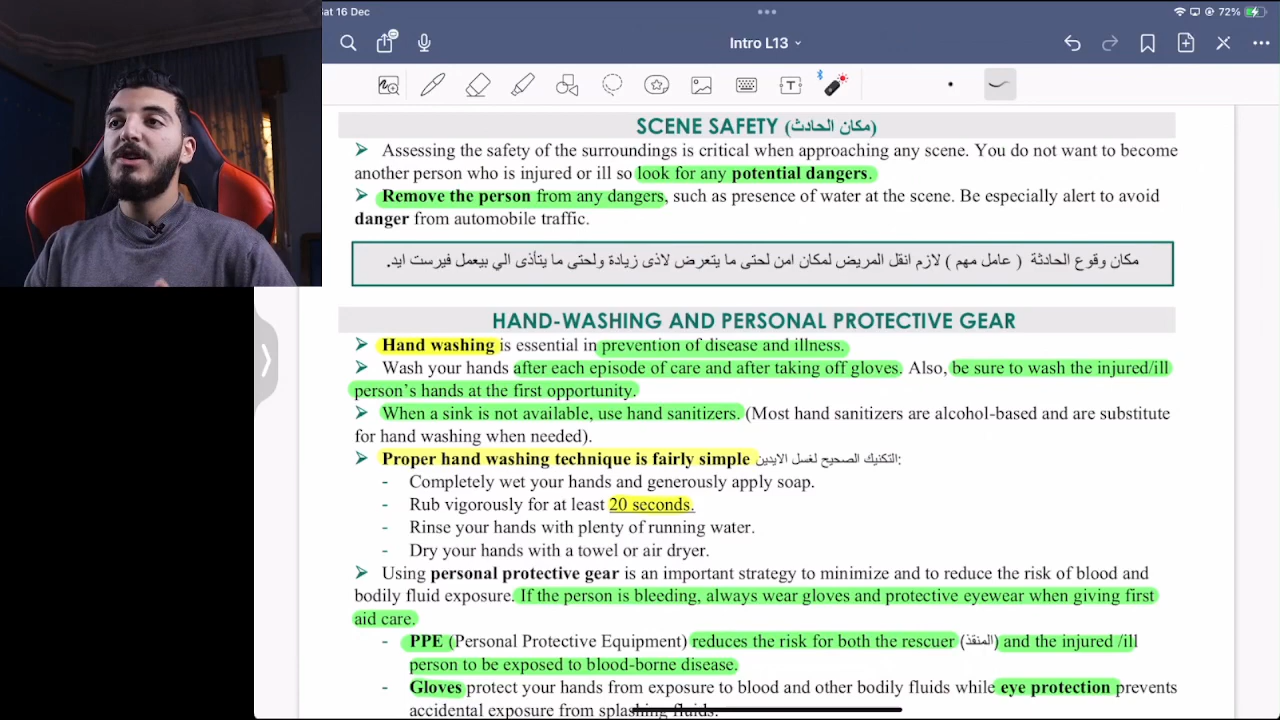 Sat 16 Dec
72%
Intro L13
SCENE SAFETY (مكان الحادث)
➤ Assessing the safety of the surroundings is critical when approaching any scene. You do not want to become
another person who is injured or ill so look for any potential dangers.
➤ Remove the person from any dangers, such as presence of water at the scene. Be especially alert to avoid
danger from automobile traffic.
مكان وقوع الحادثة ( عامل مهم ) لازم انقل المريض لمكان امن لحتى ما يتعرض لاذى زيادة ولحتى ما يتأذى الي بيعمل فيرست ايد.
HAND-WASHING AND PERSONAL PROTECTIVE GEAR
➤ Hand washing is essential in prevention of disease and illness.
➤ Wash your hands after each episode of care and after taking off gloves. Also, be sure to wash the injured/ill
person's hands at the first opportunity.
➤ When a sink is not available, use hand sanitizers. (Most hand sanitizers are alcohol-based and are substitute
for hand washing when needed).
➤ Proper hand washing technique is fairly simple التكنيك الصحيح لغسل الايدين:
- Completely wet your hands and generously apply soap.
- Rub vigorously for at least 20 seconds.
- Rinse your hands with plenty of running water.
- Dry your hands with a towel or air dryer.
➤ Using personal protective gear is an important strategy to minimize and to reduce the risk of blood and
bodily fluid exposure. If the person is bleeding, always wear gloves and protective eyewear when giving first
aid care.
- PPE (Personal Protective Equipment) reduces the risk for both the rescuer (المنقذ) and the injured /ill
person to be exposed to blood-borne disease.
- Gloves protect your hands from exposure to blood and other bodily fluids while eye protection prevents
accidental exposure from splashing fluids.